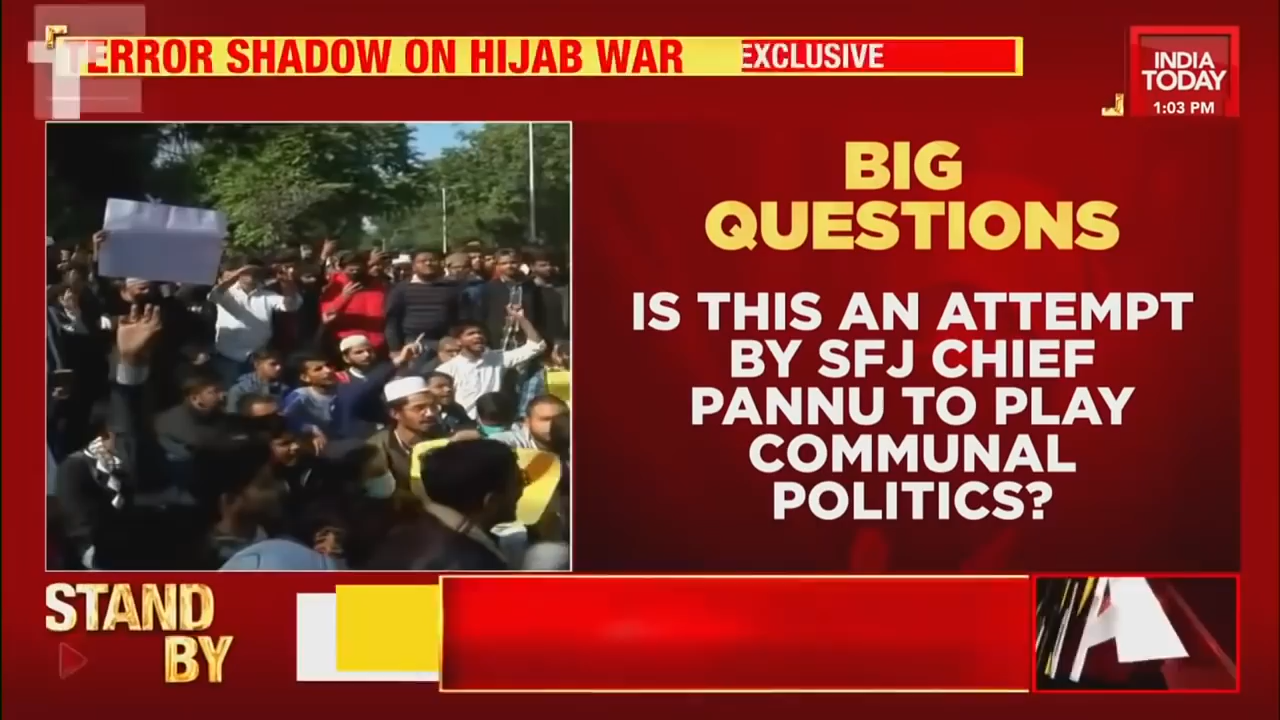 TERROR SHADOW ON HIJAB WAR
EXCLUSIVE
INDIA
TODAY
1:03 PM
BIG
QUESTIONS
IS THIS AN ATTEMPT
BY SFJ CHIEF
PANNU TO PLAY
COMMUNAL
POLITICS?
STAND
BY